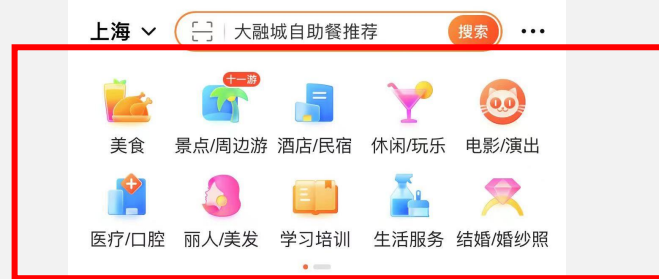 上海 大融城自助餐推荐 搜索
十一游
美食 景点/周边游 酒店/民宿 休闲/玩乐 电影/演出
医疗/口腔 丽人/美发 学习培训 生活服务 结婚/婚纱照